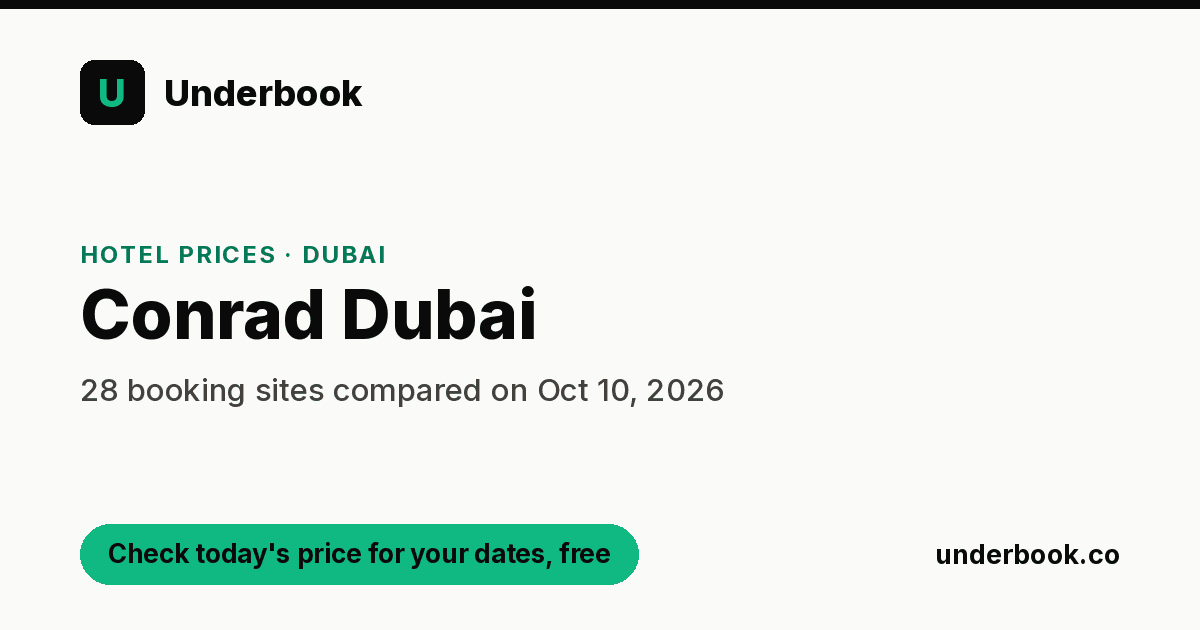 U Underbook
HOTEL PRICES · DUBAI
Conrad Dubai
28 booking sites compared on Oct 10, 2026
Check today's price for your dates, free
underbook.co